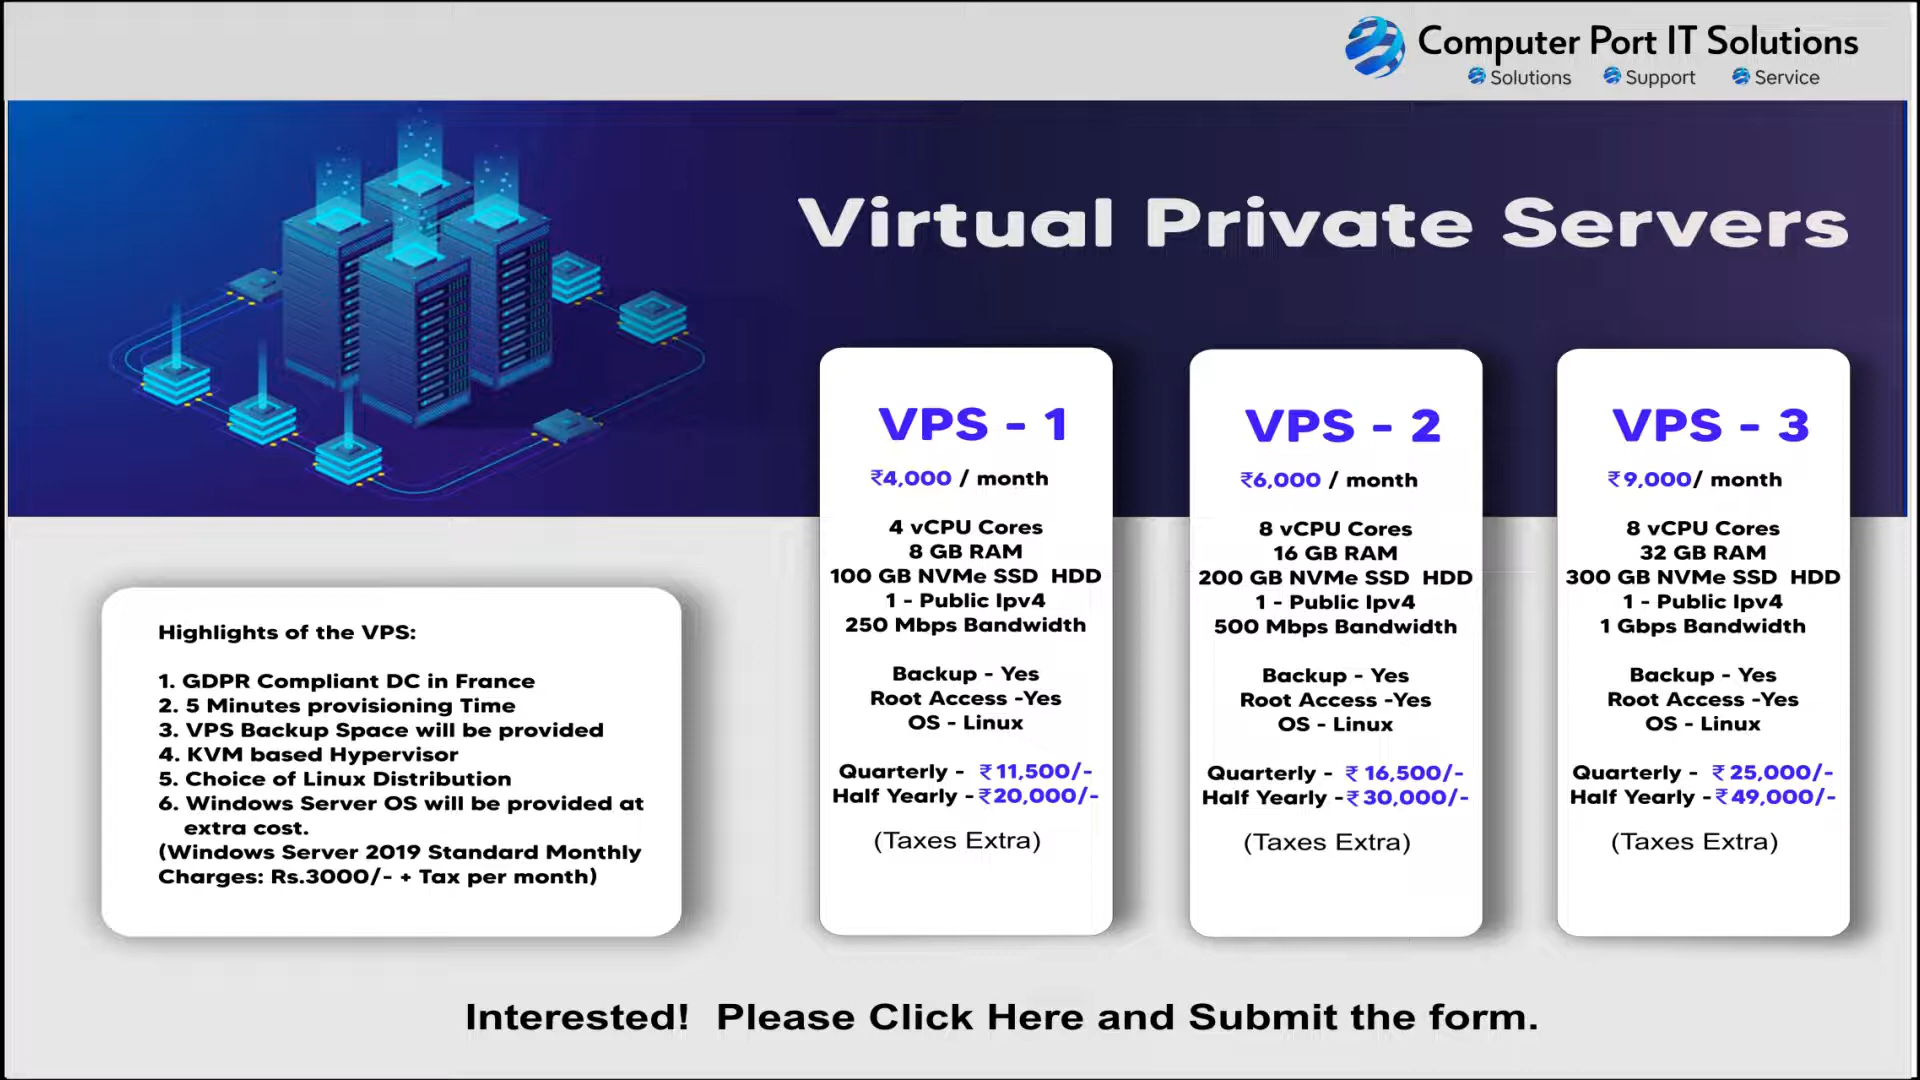 Computer Port IT Solutions
Solutions Support Service
Virtual Private Servers
VPS - 1
₹4,000 / month
4 vCPU Cores
8 GB RAM
100 GB NVMe SSD HDD
1 - Public Ipv4
250 Mbps Bandwidth
Backup - Yes
Root Access -Yes
OS - Linux
Quarterly - ₹11,500/-
Half Yearly -₹20,000/-
(Taxes Extra)
VPS - 2
₹6,000 / month
8 vCPU Cores
16 GB RAM
200 GB NVMe SSD HDD
1 - Public Ipv4
500 Mbps Bandwidth
Backup - Yes
Root Access -Yes
OS - Linux
Quarterly - ₹16,500/-
Half Yearly -₹30,000/-
(Taxes Extra)
VPS - 3
₹9,000/ month
8 vCPU Cores
32 GB RAM
300 GB NVMe SSD HDD
1 - Public Ipv4
1 Gbps Bandwidth
Backup - Yes
Root Access -Yes
OS - Linux
Quarterly - ₹25,000/-
Half Yearly -₹49,000/-
(Taxes Extra)
Highlights of the VPS:
1. GDPR Compliant DC in France
2. 5 Minutes provisioning Time
3. VPS Backup Space will be provided
4. KVM based Hypervisor
5. Choice of Linux Distribution
6. Windows Server OS will be provided at
extra cost.
(Windows Server 2019 Standard Monthly
Charges: Rs.3000/- + Tax per month)
Interested! Please Click Here and Submit the form.